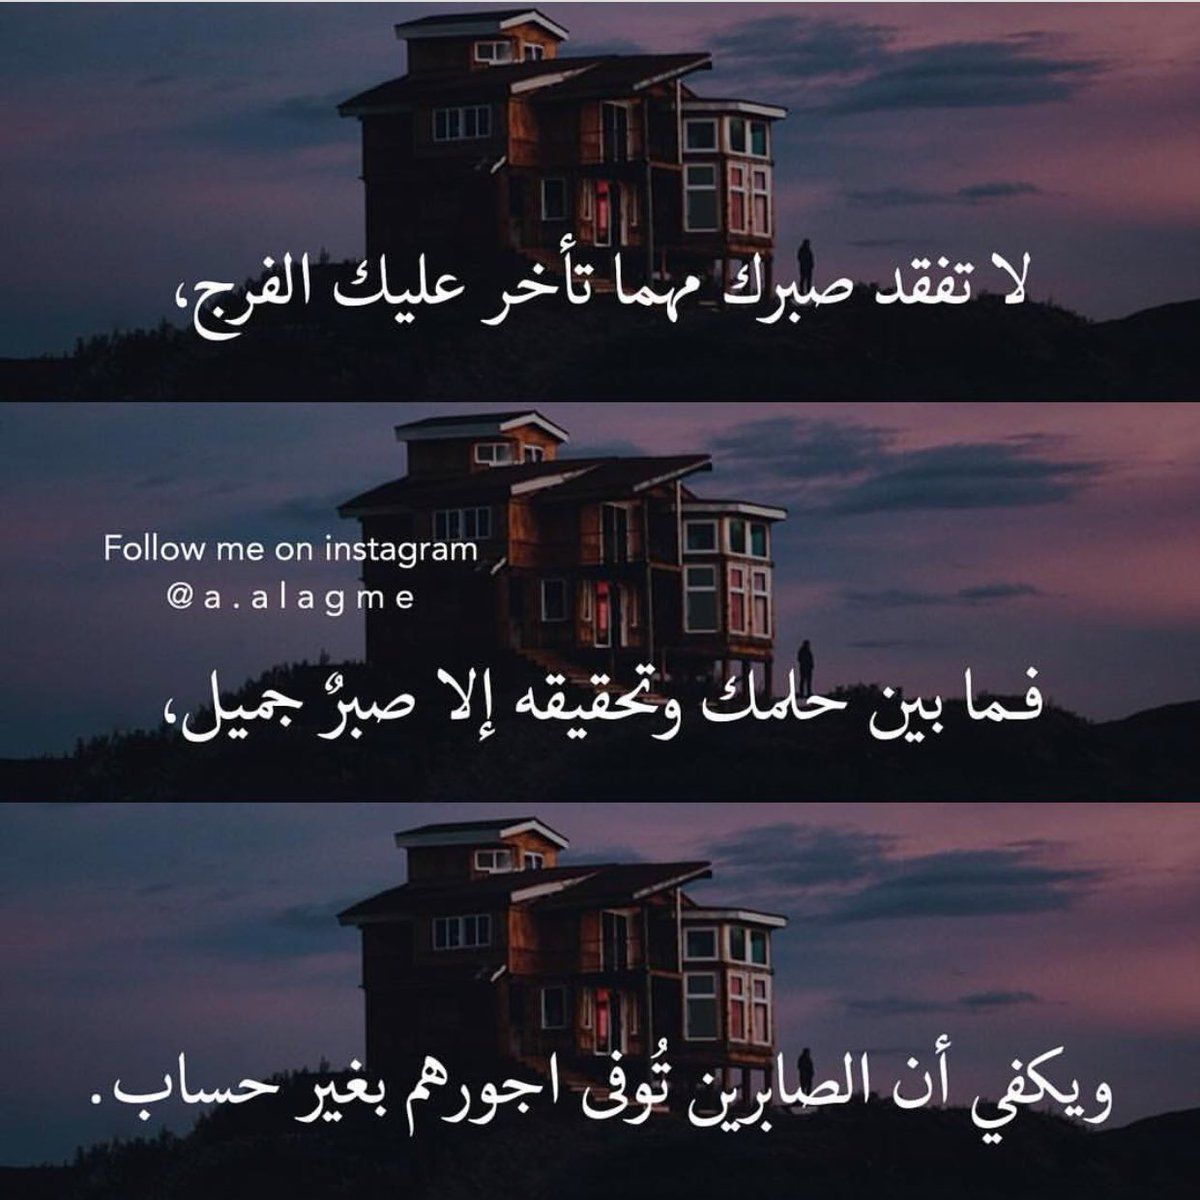 لا تفقد صبرك مهما تأخر عليك الفرج،
Follow me on instagram
@a.alagme
فما بين حلمك وتحقيقه إلا صبرٌ جميل،
ويكفي أن الصابرين تُوفى اجورهم بغير حساب.